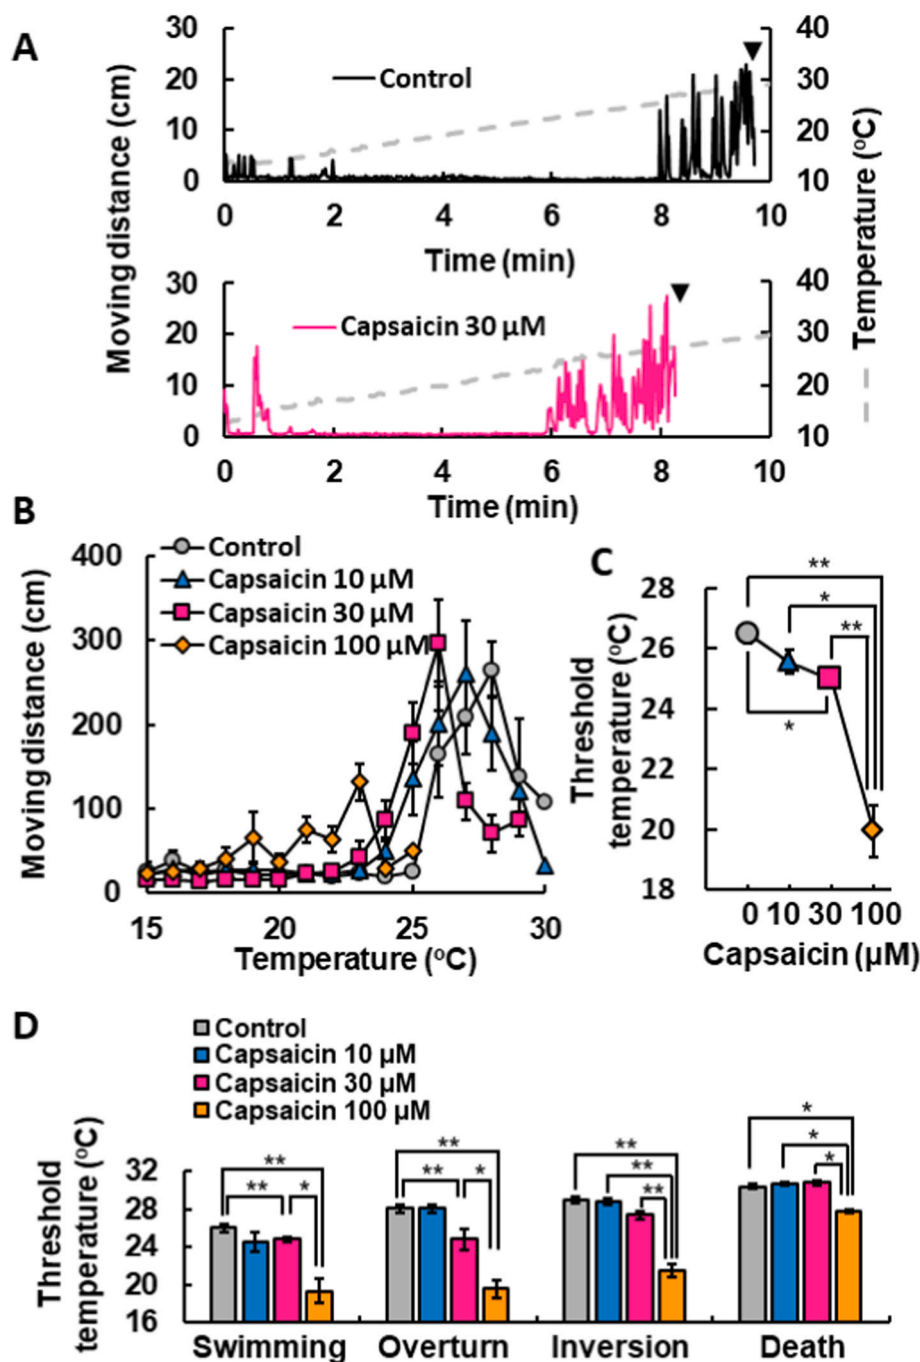 A
Moving distance (cm)
Temperature (°C)
30
20
10
0
40
30
20
10
Control
0 2 4 6 8 10
Time (min)
30
20
10
0
40
30
20
10
Capsaicin 30 µM
0 2 4 6 8 10
Time (min)
B
Control
Capsaicin 10 µM
Capsaicin 30 µM
Capsaicin 100 µM
Moving distance (cm)
400
300
200
100
0
15 20 25 30
Temperature (°C)
C
Threshold
temperature (°C)
28
26
24
22
20
18
**
*
**
*
0 10 30 100
Capsaicin (µM)
D
Control
Capsaicin 10 µM
Capsaicin 30 µM
Capsaicin 100 µM
Threshold
temperature (°C)
32
28
24
20
16
**
** *
**
** *
**
**
**
*
*
*
Swimming Overturn Inversion Death